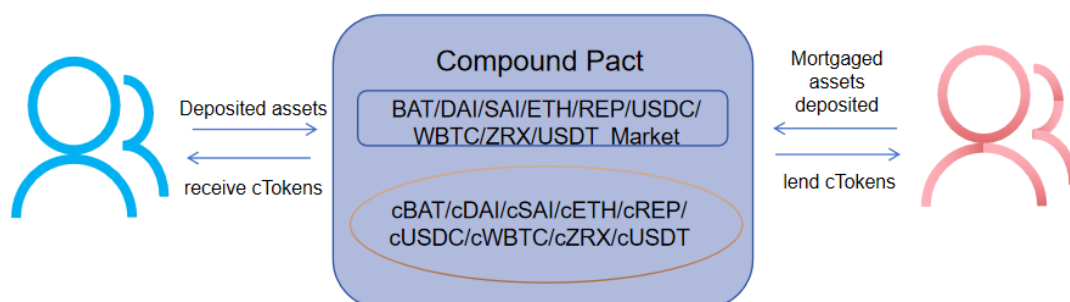 Compound Pact
Deposited assets
receive cTokens
BAT/DAI/SAI/ETH/REP/USDC/
WBTC/ZRX/USDT Market
cBAT/cDAI/cSAI/cETH/cREP/
cUSDC/cWBTC/cZRX/cUSDT
Mortgaged
assets
deposited
lend cTokens